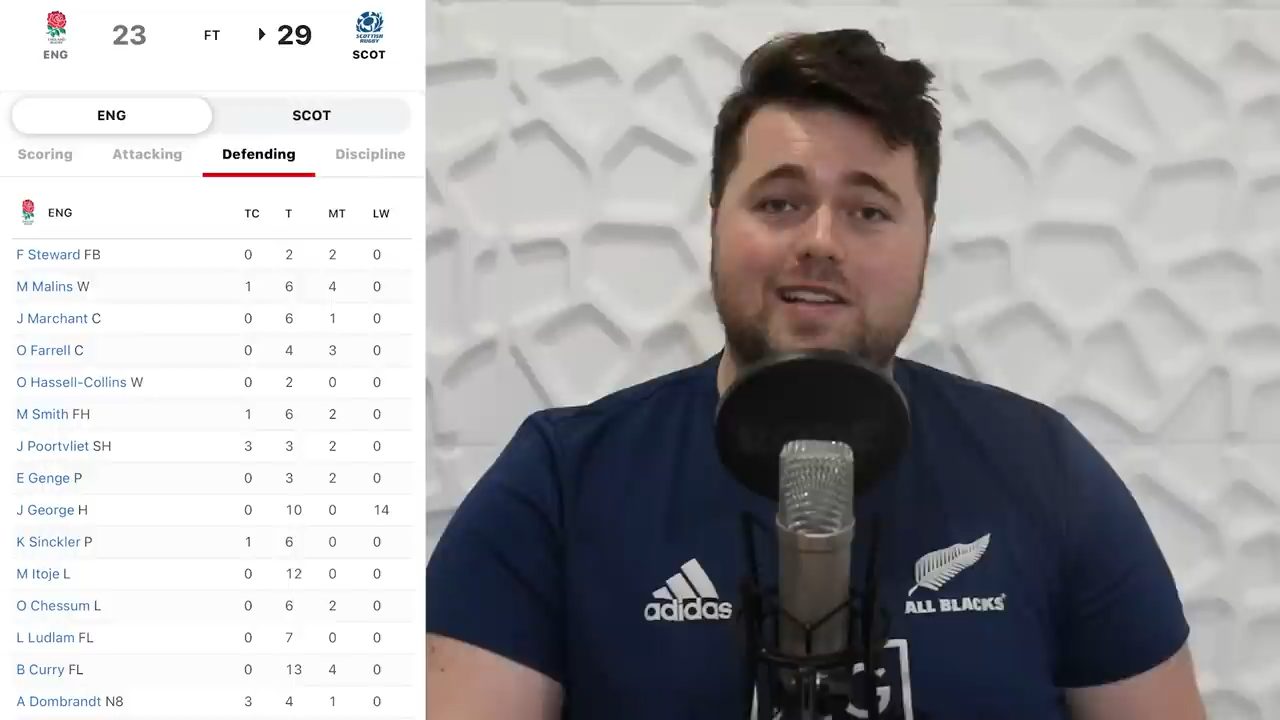 23 FT 29
ENG SCOT
ENG SCOT
Scoring Attacking Defending Discipline
ENG TC T MT LW
F Steward FB 0 2 2 0
M Malins W 1 6 4 0
J Marchant C 0 6 1 0
O Farrell C 0 4 3 0
O Hassell-Collins W 0 2 0 0
M Smith FH 1 6 2 0
J Poortvliet SH 3 3 2 0
E Genge P 0 3 2 0
J George H 0 10 0 14
K Sinckler P 1 6 0 0
M Itoje L 0 12 0 0
O Chessum L 0 6 2 0
L Ludlam FL 0 7 0 0
B Curry FL 0 13 4 0
A Dombrandt N8 3 4 1 0
adidas
ALL BLACKS